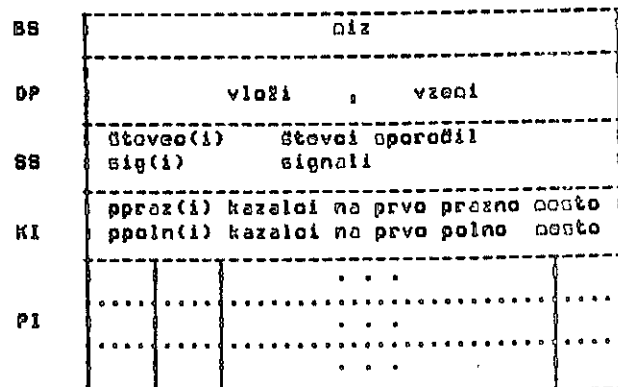 BS niz
DP vloži , vzemi
števec(i) števci sporočil
SS sig(i) signali
ppraz(i) kazalci na prvo prazno mesto
KI ppoln(i) kazalci na prvo polno mesto
. . .
PI . . .
. . .